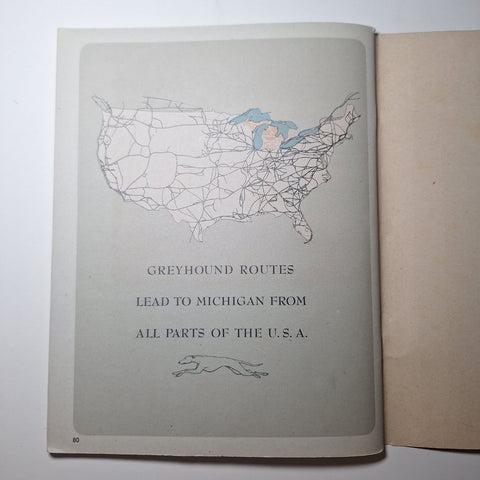 GREYHOUND ROUTES
LEAD TO MICHIGAN FROM
ALL PARTS OF THE U. S. A.
80